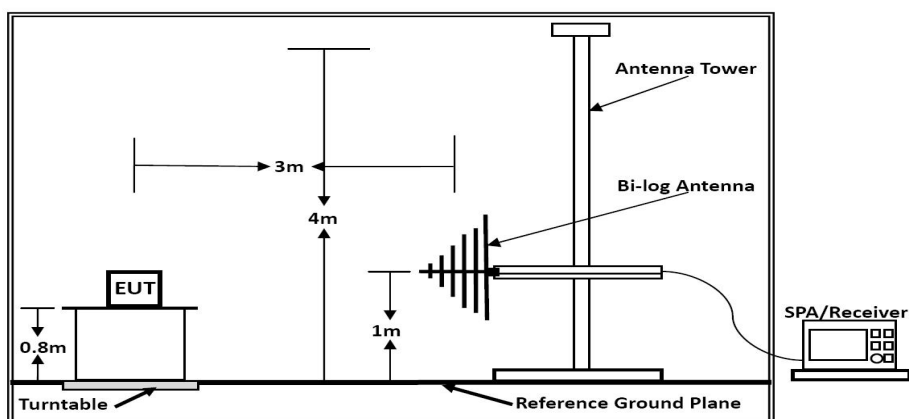 Antenna Tower
3m
Bi-log Antenna
4m
EUT
SPA/Receiver
1m
0.8m
Turntable
Reference Ground Plane